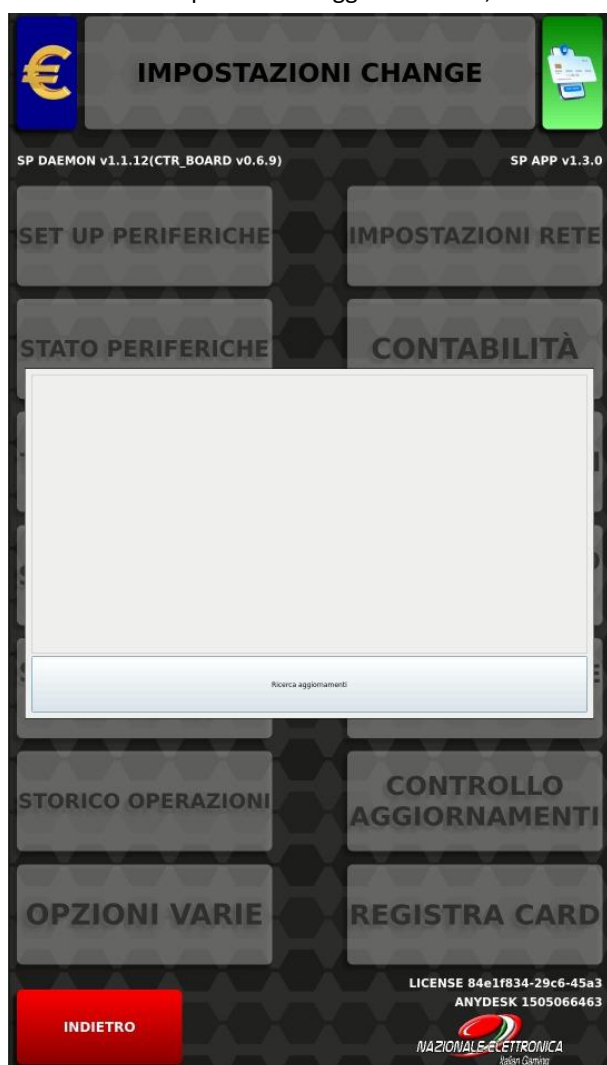 IMPOSTAZIONI CHANGE
SP DAEMON v1.1.12(CTR_BOARD v0.6.9)
SP APP v1.3.0
SET UP PERIFERICHE
IMPOSTAZIONI RETE
STATO PERIFERICHE
CONTABILITÀ
Ricerca aggiornamenti
STORICO OPERAZIONI
CONTROLLO
AGGIORNAMENTI
OPZIONI VARIE
REGISTRA CARD
LICENSE 84e1f834-29c6-45a3
ANYDESK 1505066463
INDIETRO
NAZIONALE ELETTRONICA
Italian Gaming